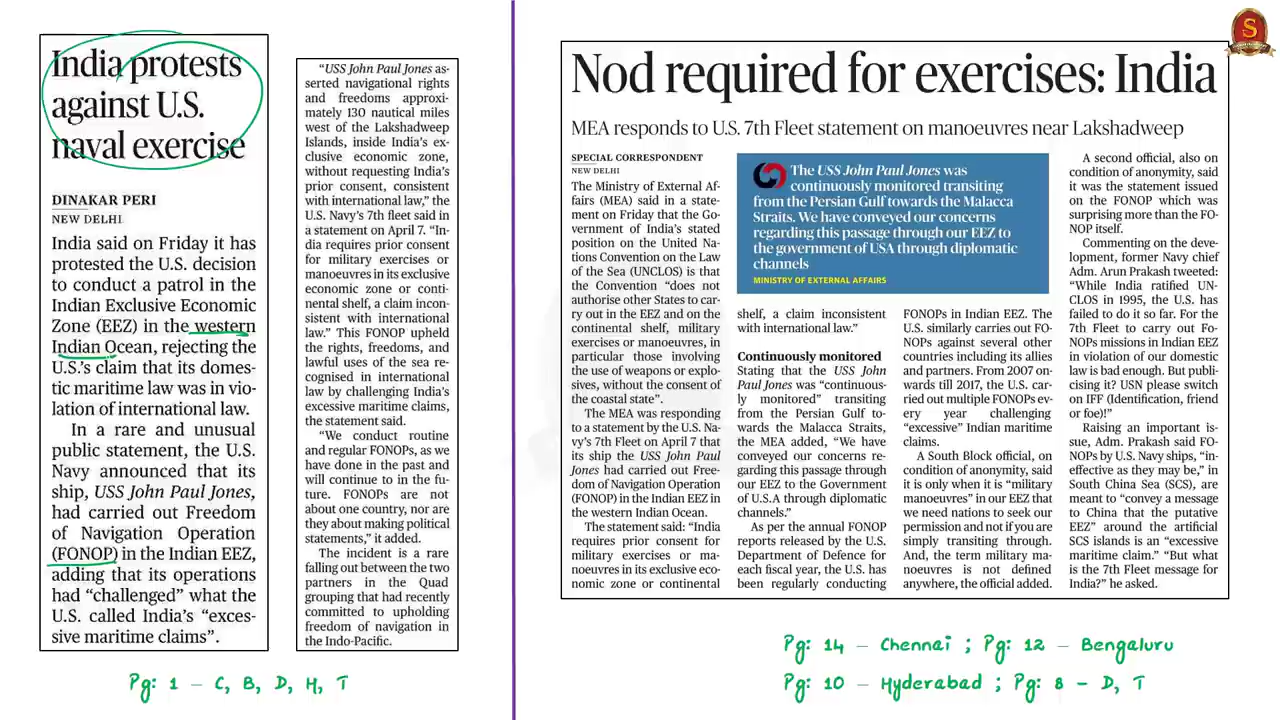 India protests
against U.S.
naval exercise
DINAKAR PERI
NEW DELHI
India said on Friday it has
protested the U.S. decision
to conduct a patrol in the
Indian Exclusive Economic
Zone (EEZ) in the western
Indian Ocean, rejecting the
U.S.'s claim that its domes-
tic maritime law was in vio-
lation of international law.
In a rare and unusual
public statement, the U.S.
Navy announced that its
ship, USS John Paul Jones,
had carried out Freedom
of Navigation Operation
(FONOP) in the Indian EEZ,
adding that its operations
had “challenged” what the
U.S. called India's “exces-
sive maritime claims”.
“USS John Paul Jones as-
serted navigational rights
and freedoms approxi-
mately 130 nautical miles
west of the Lakshadweep
Islands, inside India's ex-
clusive economic zone,
without requesting India's
prior consent, consistent
with international law,” the
U.S. Navy's 7th fleet said in
a statement on April 7. “In-
dia requires prior consent
for military exercises or
manoeuvres in its exclusive
economic zone or conti-
nental shelf, a claim incon-
sistent with international
law.” This FONOP upheld
the rights, freedoms, and
lawful uses of the sea re-
cognised in international
law by challenging India's
excessive maritime claims,
the statement said.
“We conduct routine
and regular FONOPs, as we
have done in the past and
will continue to in the fu-
ture. FONOPs are not
about one country, nor are
they about making political
statements,” it added.
The incident is a rare
falling out between the two
partners in the Quad
grouping that had recently
committed to upholding
freedom of navigation in
the Indo-Pacific.
Pg: 1 – C, B, D, H, T
S
Nod required for exercises: India
MEA responds to U.S. 7th Fleet statement on manoeuvres near Lakshadweep
SPECIAL CORRESPONDENT
NEW DELHI
The Ministry of External Af-
fairs (MEA) said in a state-
ment on Friday that the Go-
vernment of India's stated
position on the United Na-
tions Convention on the Law
of the Sea (UNCLOS) is that
the Convention “does not
authorise other States to car-
ry out in the EEZ and on the
continental shelf, military
exercises or manoeuvres, in
particular those involving
the use of weapons or explo-
sives, without the consent of
the coastal state”.
The MEA was responding
to a statement by the U.S. Na-
vy's 7th Fleet on April 7 that
its ship the USS John Paul
Jones had carried out Free-
dom of Navigation Operation
(FONOP) in the Indian EEZ in
the western Indian Ocean.
The statement said: “India
requires prior consent for
military exercises or ma-
noeuvres in its exclusive eco-
nomic zone or continental
The USS John Paul Jones was
continuously monitored transiting
from the Persian Gulf towards the Malacca
Straits. We have conveyed our concerns
regarding this passage through our EEZ to
the government of USA through diplomatic
channels
MINISTRY OF EXTERNAL AFFAIRS
shelf, a claim inconsistent
with international law.”
Continuously monitored
Stating that the USS John
Paul Jones was “continuous-
ly monitored” transiting
from the Persian Gulf to-
wards the Malacca Straits,
the MEA added, “We have
conveyed our concerns re-
garding this passage through
our EEZ to the Government
of U.S.A through diplomatic
channels.”
As per the annual FONOP
reports released by the U.S.
Department of Defence for
each fiscal year, the U.S. has
been regularly conducting
FONOPs in Indian EEZ. The
U.S. similarly carries out FO-
NOPs against several other
countries including its allies
and partners. From 2007 on-
wards till 2017, the U.S. car-
ried out multiple FONOPs ev-
ery year challenging
“excessive” Indian maritime
claims.
A South Block official, on
condition of anonymity, said
it is only when it is “military
manoeuvres” in our EEZ that
we need nations to seek our
permission and not if you are
simply transiting through.
And, the term military ma-
noeuvres is not defined
anywhere, the official added.
A second official, also on
condition of anonymity, said
it was the statement issued
on the FONOP which was
surprising more than the FO-
NOP itself.
Commenting on the deve-
lopment, former Navy chief
Adm. Arun Prakash tweeted:
“While India ratified UN-
CLOS in 1995, the U.S. has
failed to do it so far. For the
7th Fleet to carry out Fo-
NOPs missions in Indian EEZ
in violation of our domestic
law is bad enough. But publi-
cising it? USN please switch
on IFF (Identification, friend
or foe)!”
Raising an important is-
sue, Adm. Prakash said FO-
NOPs by U.S. Navy ships, “in-
effective as they may be,” in
South China Sea (SCS), are
meant to “convey a message
to China that the putative
EEZ” around the artificial
SCS islands is an “excessive
maritime claim.” “But what
is the 7th Fleet message for
India?” he asked.
Pg: 14 – Chennai ; Pg: 12 – Bengaluru
Pg: 10 – Hyderabad ; Pg: 8 – D, T